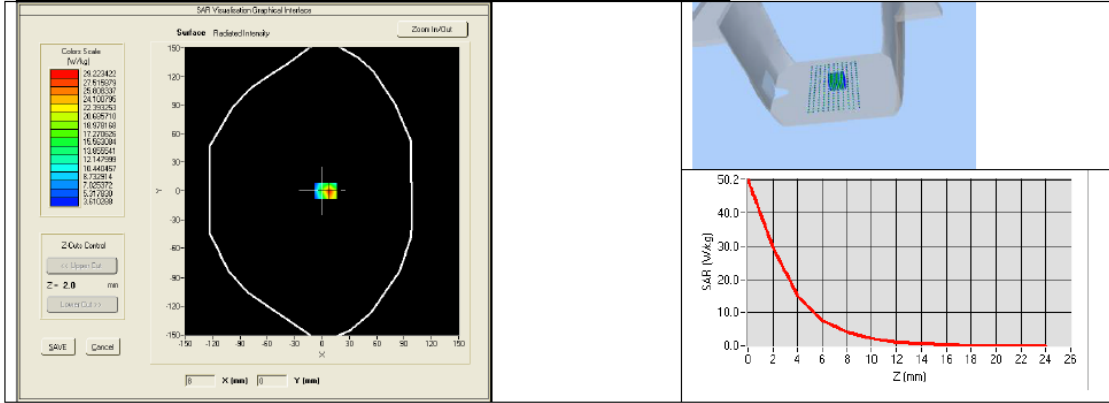 SAR Visualisation Graphical Interface
Surface Radiated Intensity
Zoom In/Out
Colors Scale
(W/kg)
29.223422
27.515879
25.808337
24.100795
22.393253
20.685710
18.978168
17.270626
15.563084
13.855541
12.147999
10.440457
8.732914
7.025372
5.317830
3.610288
150
120
90
60
30
0
-30
-60
-90
-120
-150
Y
-150 -120 -90 -60 -30 0 30 60 90 120 150
X
Z-Cuts Control
<< Upper Cut
Z = 2.0 mm
Lower Cut >>
SAVE Cancel
8 X (mm) 0 Y (mm)
50.2
40.0
30.0
20.0
10.0
0.0
SAR (W/kg)
0 2 4 6 8 10 12 14 16 18 20 22 24 26
Z (mm)